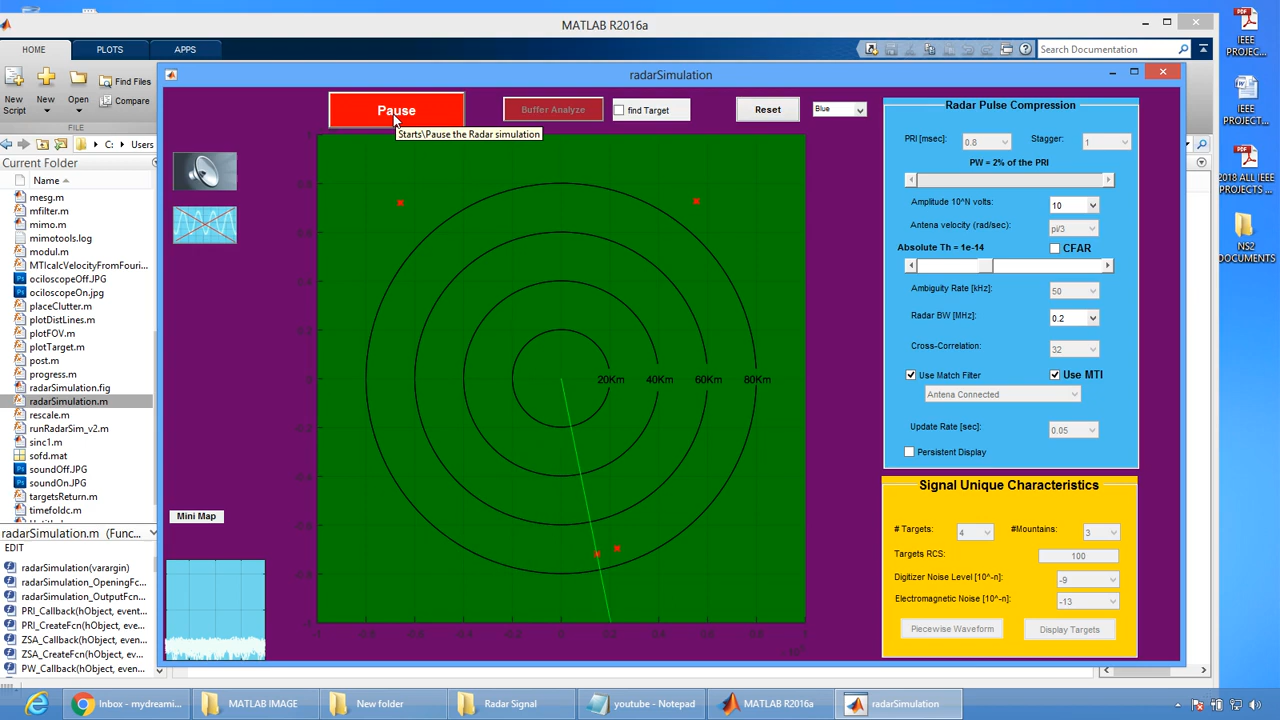 MATLAB R2016a
HOME
PLOTS
APPS
Search Documentation
New
Script
New
Open
Find Files
Compare
FILE
C:
Users
Current Folder
Name
mesg.m
mfilter.m
mimo.m
mimotools.log
modul.m
MTIcalcVelocityFromFouri...
ociloscopeOff.JPG
ociloscopeOn.jpg
placeClutter.m
plotDistLines.m
plotFOV.m
plotTarget.m
post.m
progress.m
radarSimulation.fig
radarSimulation.m
rescale.m
runRadarSim_v2.m
sinc1.m
sofd.mat
soundOff.JPG
soundOn.JPG
targetsReturn.m
timefoldc.m
radarSimulation.m (Func...
EDIT
radarSimulation(varargin)
radarSimulation_OpeningFc...
radarSimulation_OutputFcn...
PRI_Callback(hObject, event...
PRI_CreateFcn(hObject, even...
ZSA_Callback(hObject, event...
ZSA_CreateFcn(hObject, eve...
PW_Callback(hObject, event...
radarSimulation
Pause
Buffer Analyze
find Target
Reset
Blue
Starts\Pause the Radar simulation
20Km
40Km
60Km
80Km
Mini Map
Radar Pulse Compression
PRI [msec]:
0.8
Stagger:
1
PW = 2% of the PRI
Amplitude 10^N volts:
10
Antena velocity (rad/sec):
pi/3
Absolute Th = 1e-14
CFAR
Ambiguity Rate [kHz]:
50
Radar BW [MHz]:
0.2
Cross-Correlation:
32
Use Match Filter
Use MTI
Antena Connected
Update Rate [sec]:
0.05
Persistent Display
Signal Unique Characteristics
# Targets:
4
#Mountains:
3
Targets RCS:
100
Digitizer Noise Level [10^-n]:
-9
Electromagnetic Noise [10^-n]:
-13
Piecewise Waveform
Display Targets
IEEE
PROJEC...
IEEE
PROJEC...
2018 ALL IEEE
PROJECTS ...
NS2
DOCUMENTS
Inbox - mydreami...
MATLAB IMAGE
New folder
Radar Signal
youtube - Notepad
MATLAB R2016a
radarSimulation